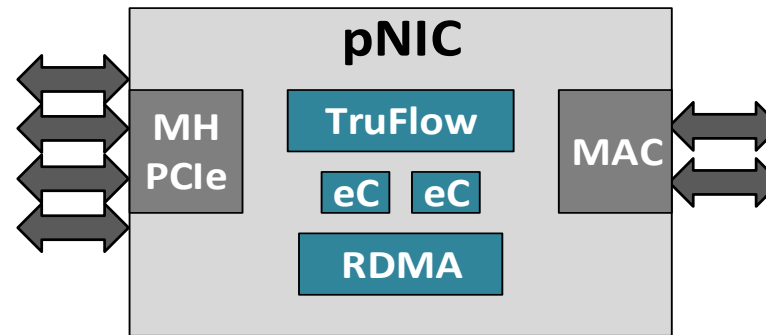 pNIC
MH
PCIe
TruFlow
eC eC
RDMA
MAC